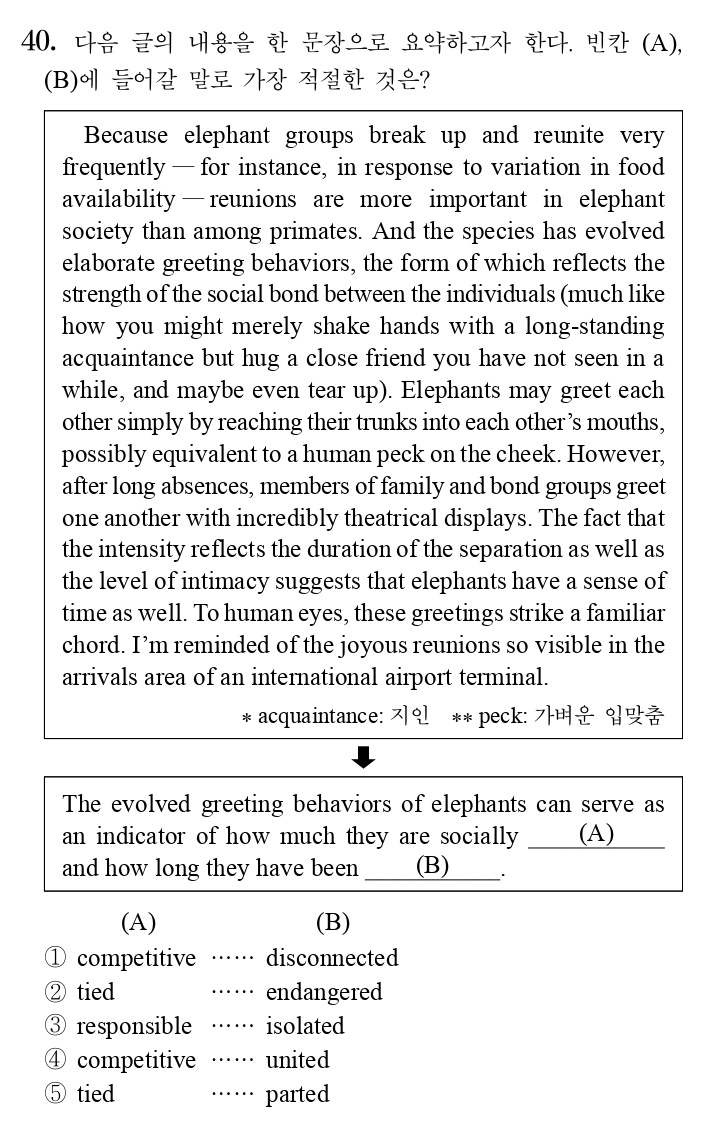 40. 다음 글의 내용을 한 문장으로 요약하고자 한다. 빈칸 (A),
(B)에 들어갈 말로 가장 적절한 것은?
Because elephant groups break up and reunite very
frequently — for instance, in response to variation in food
availability — reunions are more important in elephant
society than among primates. And the species has evolved
elaborate greeting behaviors, the form of which reflects the
strength of the social bond between the individuals (much like
how you might merely shake hands with a long-standing
acquaintance but hug a close friend you have not seen in a
while, and maybe even tear up). Elephants may greet each
other simply by reaching their trunks into each other's mouths,
possibly equivalent to a human peck on the cheek. However,
after long absences, members of family and bond groups greet
one another with incredibly theatrical displays. The fact that
the intensity reflects the duration of the separation as well as
the level of intimacy suggests that elephants have a sense of
time as well. To human eyes, these greetings strike a familiar
chord. I'm reminded of the joyous reunions so visible in the
arrivals area of an international airport terminal.
* acquaintance: 지인 ** peck: 가벼운 입맞춤
The evolved greeting behaviors of elephants can serve as
an indicator of how much they are socially (A)
and how long they have been (B).
(A) (B)
① competitive …… disconnected
② tied …… endangered
③ responsible …… isolated
④ competitive …… united
⑤ tied …… parted